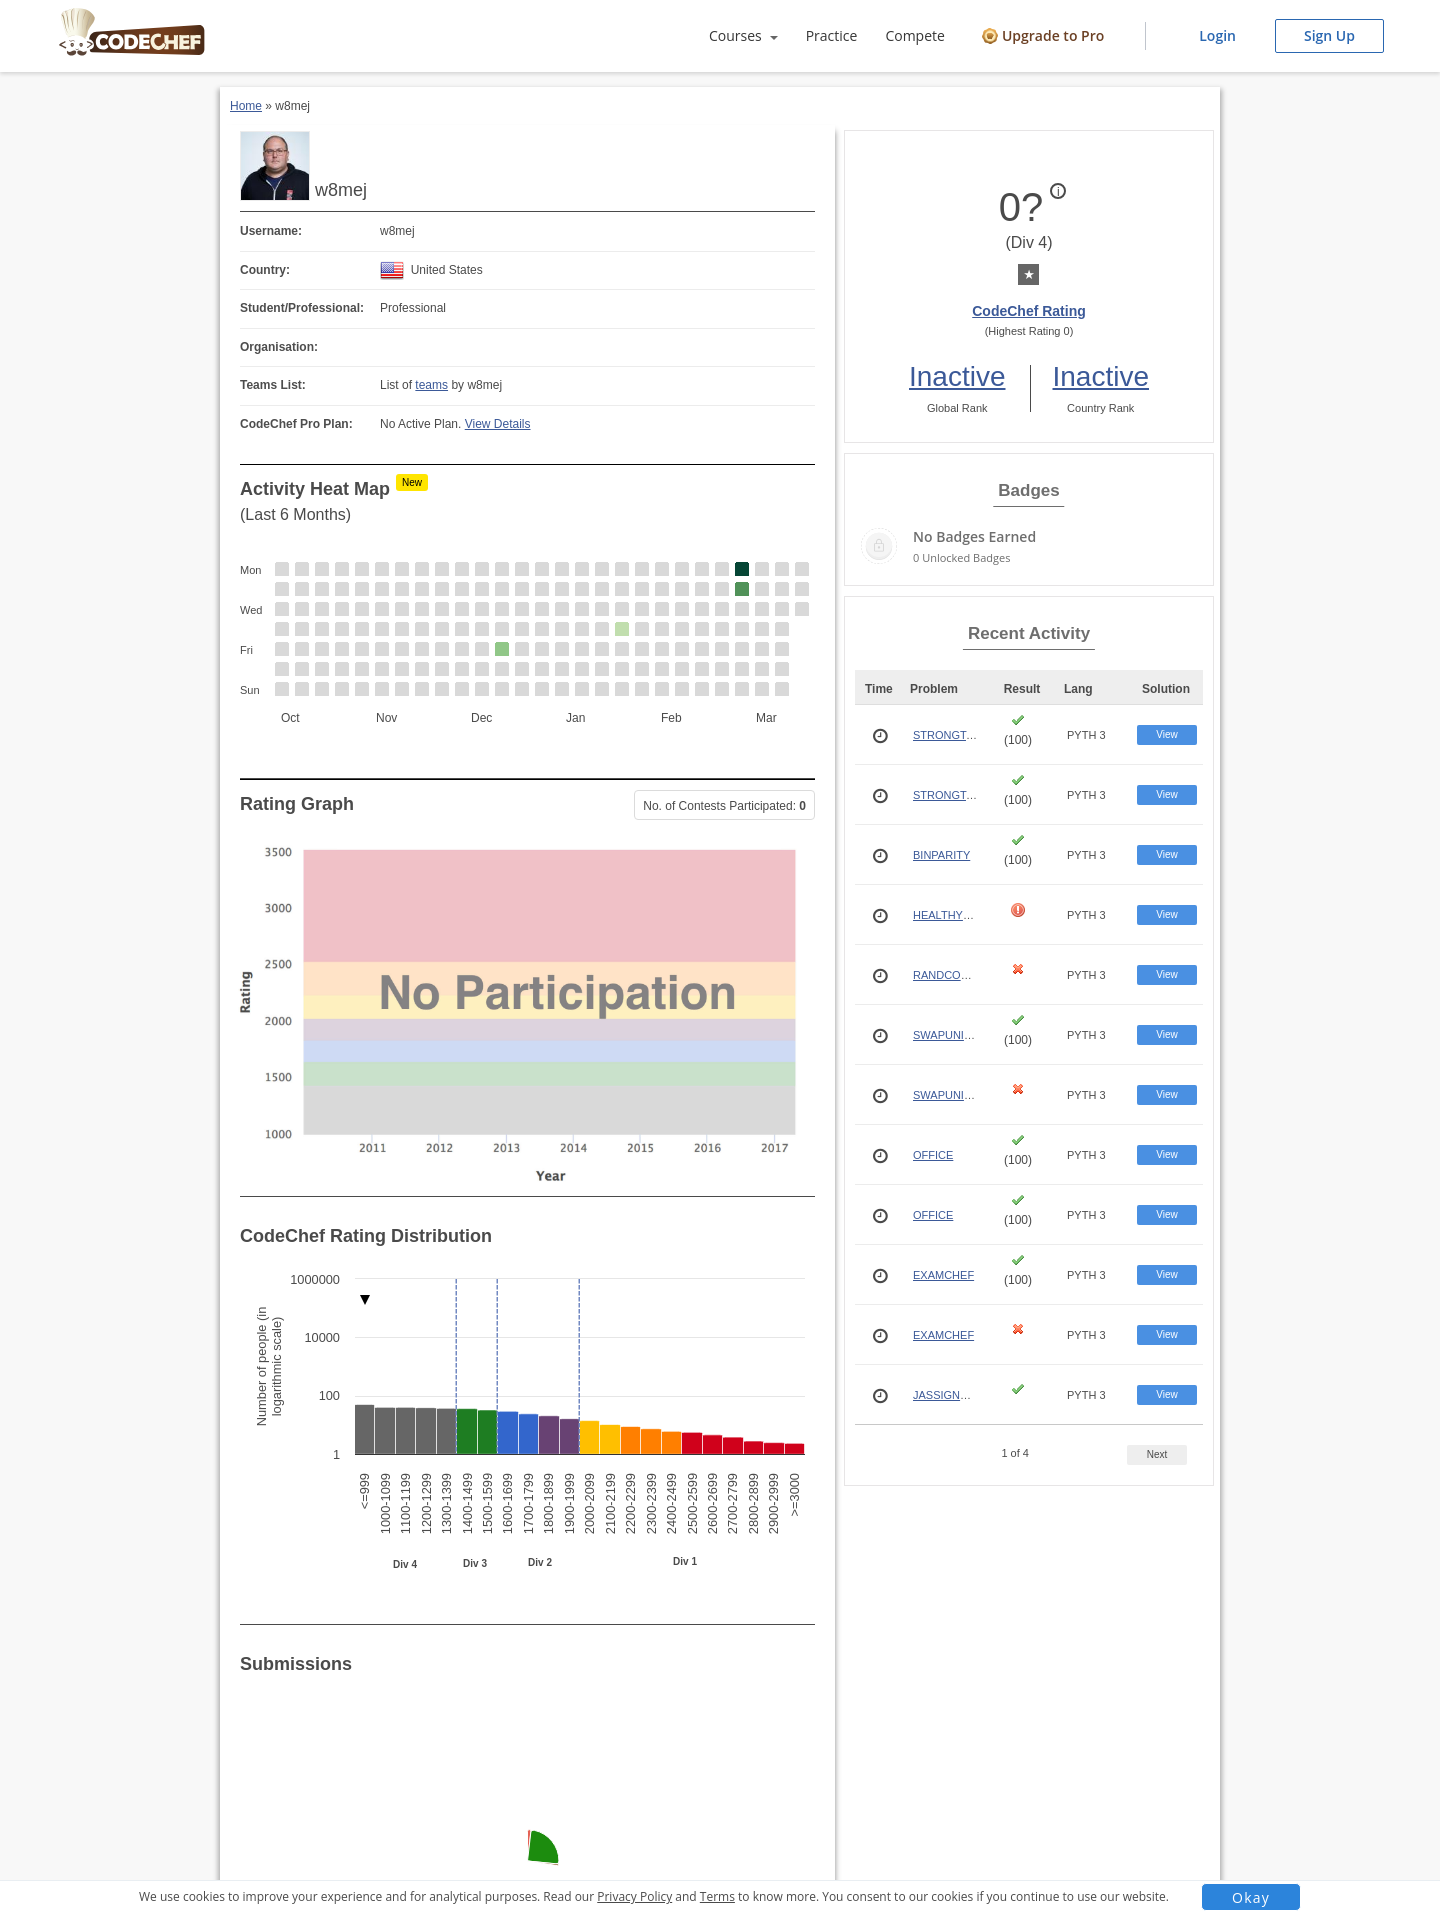 CODECHEF
Courses Practice Compete Upgrade to Pro Login Sign Up
Home » w8mej
w8mej
Username: w8mej
Country: United States
Student/Professional: Professional
Organisation:
Teams List: List of teams by w8mej
CodeChef Pro Plan: No Active Plan. View Details
Activity Heat Map New
(Last 6 Months)
Mon
Wed
Fri
Sun
Oct Nov Dec Jan Feb Mar
Rating Graph No. of Contests Participated: 0
3500
3000
2500
2000
1500
1000
Rating
No Participation
2011 2012 2013 2014 2015 2016 2017
Year
CodeChef Rating Distribution
1000000
10000
100
1
Number of people (in
logarithmic scale)
<=999
1000-1099
1100-1199
1200-1299
1300-1399
1400-1499
1500-1599
1600-1699
1700-1799
1800-1899
1900-1999
2000-2099
2100-2199
2200-2299
2300-2399
2400-2499
2500-2599
2600-2699
2700-2799
2800-2899
2900-2999
>=3000
Div 4 Div 3 Div 2 Div 1
Submissions
0? i
(Div 4)
★
CodeChef Rating
(Highest Rating 0)
Inactive Inactive
Global Rank Country Rank
Badges
No Badges Earned
0 Unlocked Badges
Recent Activity
Time Problem Result Lang Solution
STRONGT... (100) PYTH 3 View
STRONGT... (100) PYTH 3 View
BINPARITY (100) PYTH 3 View
HEALTHY... PYTH 3 View
RANDCO... PYTH 3 View
SWAPUNI... (100) PYTH 3 View
SWAPUNI... PYTH 3 View
OFFICE (100) PYTH 3 View
OFFICE (100) PYTH 3 View
EXAMCHEF (100) PYTH 3 View
EXAMCHEF PYTH 3 View
JASSIGN... PYTH 3 View
1 of 4 Next
We use cookies to improve your experience and for analytical purposes. Read our Privacy Policy and Terms to know more. You consent to our cookies if you continue to use our website. Okay